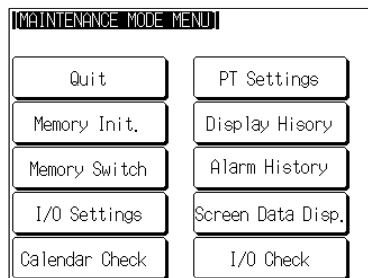 [MAINTENANCE MODE MENU]
Quit
PT Settings
Memory Init.
Display Hisory
Memory Switch
Alarm History
I/O Settings
Screen Data Disp.
Calendar Check
I/O Check